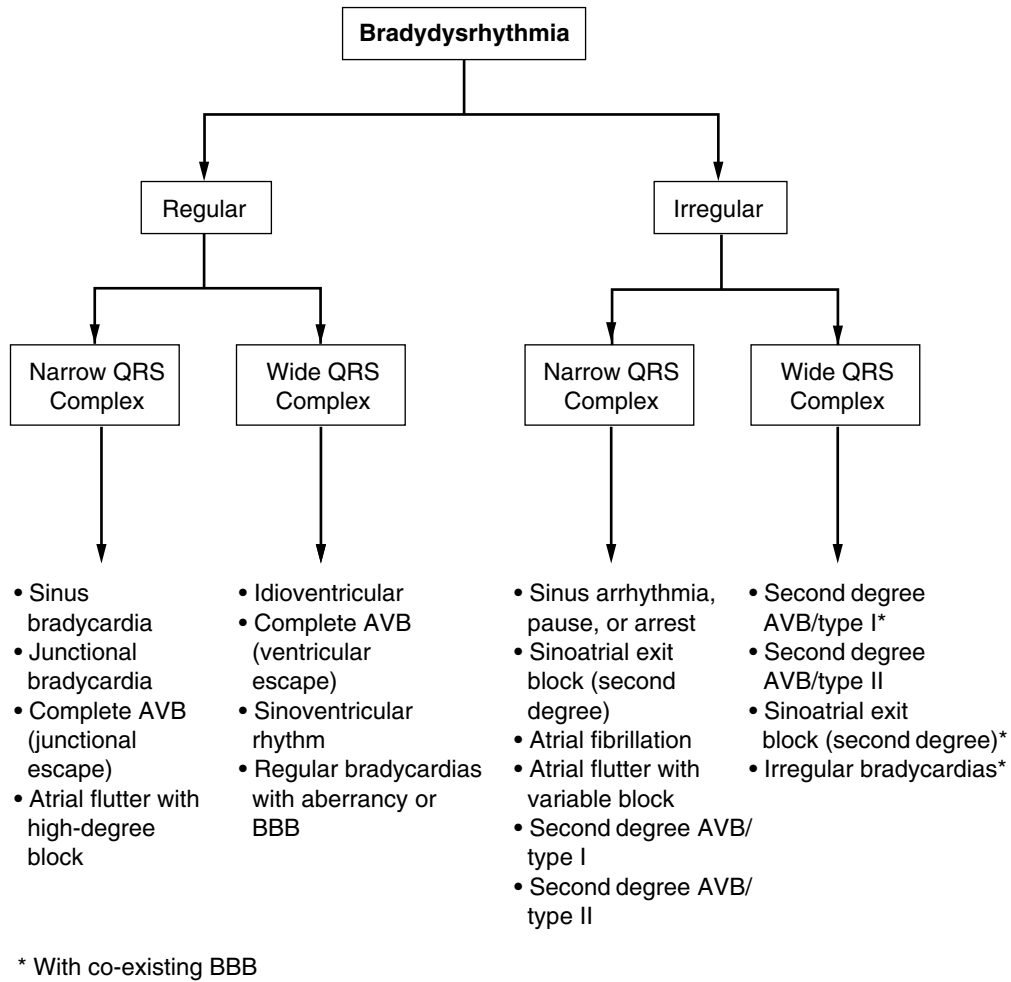 Bradydysrhythmia
Regular
Irregular
Narrow QRS
Complex
Wide QRS
Complex
Narrow QRS
Complex
Wide QRS
Complex
• Sinus
bradycardia
• Junctional
bradycardia
• Complete AVB
(junctional
escape)
• Atrial flutter with
high-degree
block
• Idioventricular
• Complete AVB
(ventricular
escape)
• Sinoventricular
rhythm
• Regular bradycardias
with aberrancy or
BBB
• Sinus arrhythmia,
pause, or arrest
• Sinoatrial exit
block (second
degree)
• Atrial fibrillation
• Atrial flutter with
variable block
• Second degree AVB/
type I
• Second degree AVB/
type II
• Second degree
AVB/type I*
• Second degree
AVB/type II
• Sinoatrial exit
block (second degree)*
• Irregular bradycardias*
* With co-existing BBB